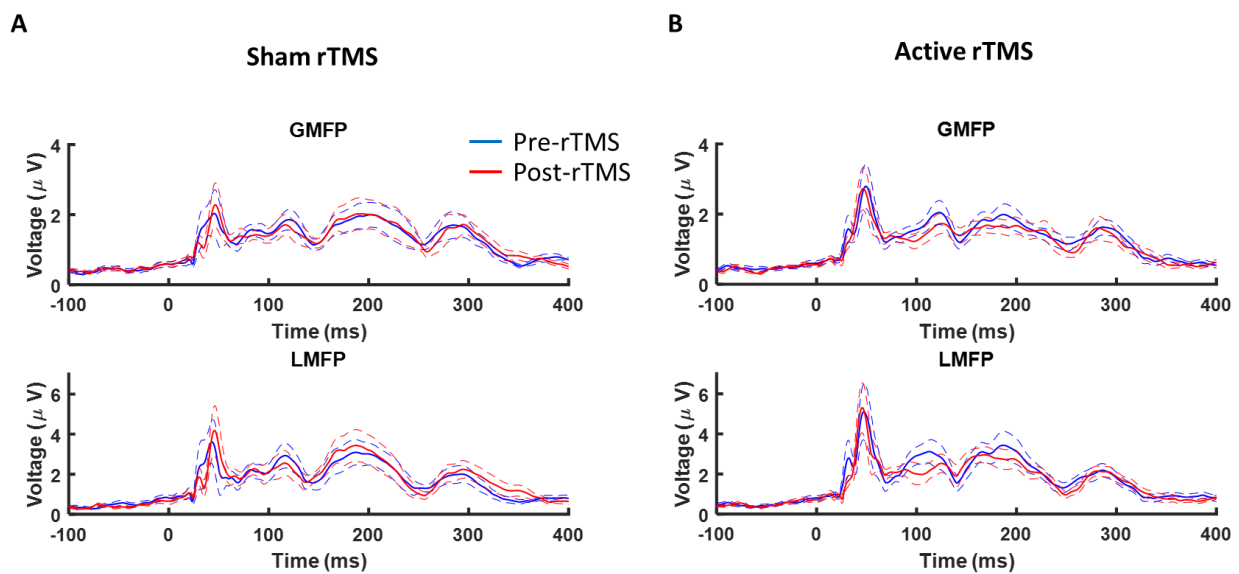 A
Sham rTMS
GMFP
Pre-rTMS
Post-rTMS
Voltage (μ V)
4
2
0
-100 0 100 200 300 400
Time (ms)
LMFP
Voltage (μ V)
6
4
2
0
-100 0 100 200 300 400
Time (ms)
B
Active rTMS
GMFP
Voltage (μ V)
4
2
0
-100 0 100 200 300 400
Time (ms)
LMFP
Voltage (μ V)
6
4
2
0
-100 0 100 200 300 400
Time (ms)